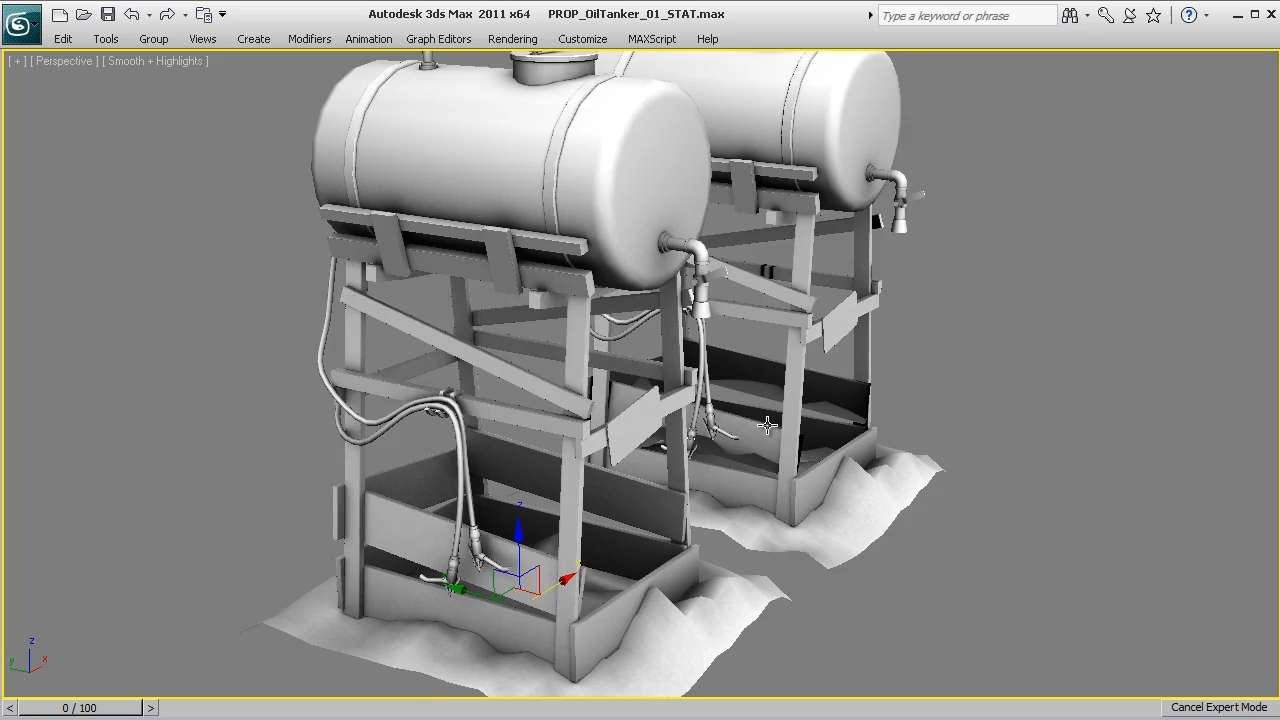 Autodesk 3ds Max 2011 x64 PROP_OilTanker_01_STAT.max
Type a keyword or phrase
File... Edit Tools Group Views Create Modifiers Animation Graph Editors Rendering Customize MAXScript Help
[ + ] [ Perspective ] [ Smooth + Highlights ]
z
x
y
z
y
x
< 0 / 100 >
Cancel Expert Mode